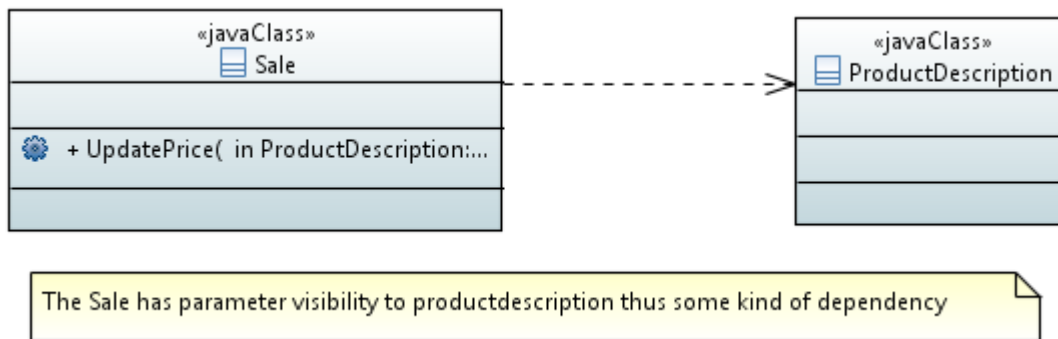 «javaClass»
Sale
+ UpdatePrice( in ProductDescription:...
«javaClass»
ProductDescription
The Sale has parameter visibility to productdescription thus some kind of dependency